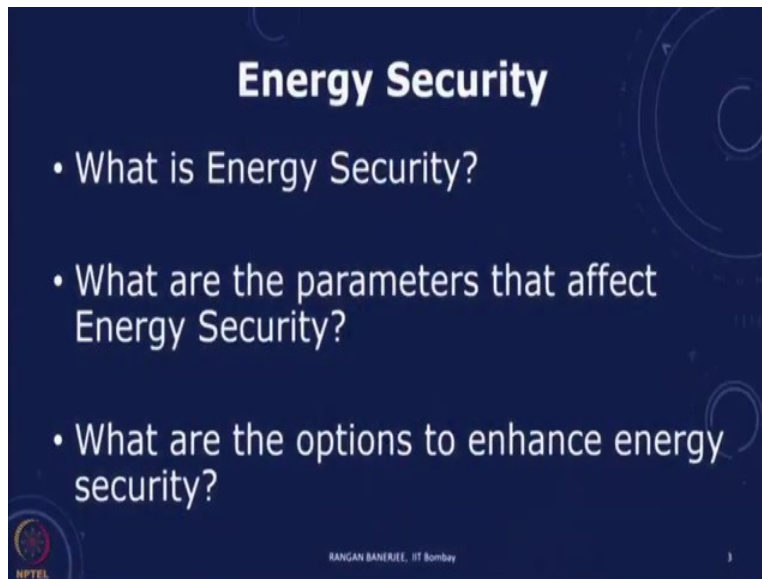 Energy Security
• What is Energy Security?
• What are the parameters that affect
Energy Security?
• What are the options to enhance energy
security?
NPTEL
RANGAN BANERJEE, IIT Bombay
3